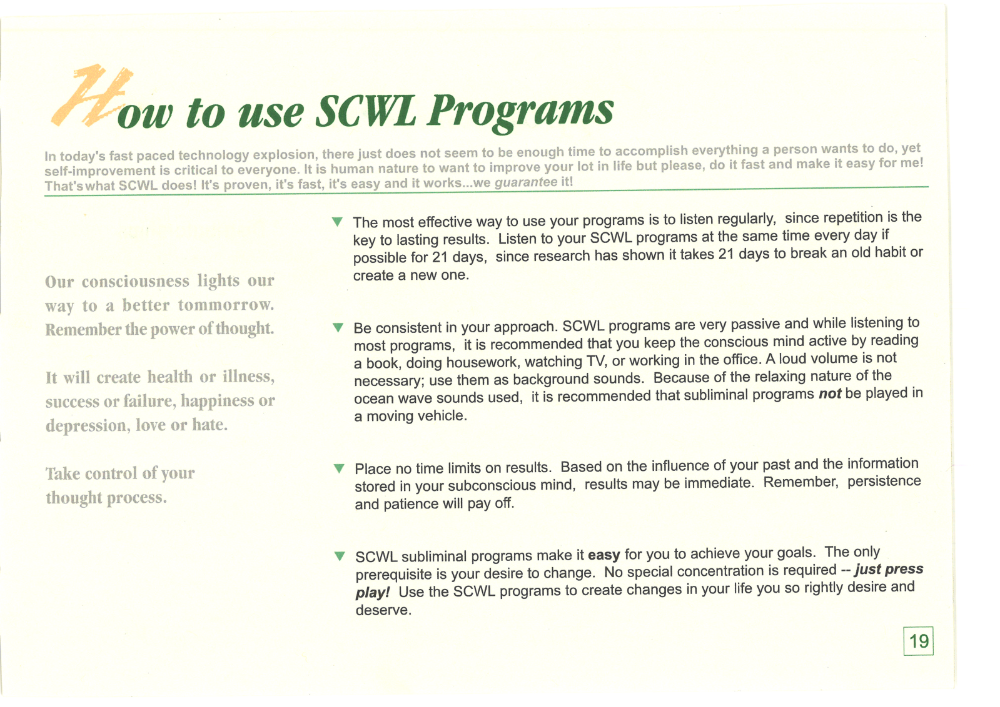 How to use SCWL Programs
In today's fast paced technology explosion, there just does not seem to be enough time to accomplish everything a person wants to do, yet
self-improvement is critical to everyone. It is human nature to want to improve your lot in life but please, do it fast and make it easy for me!
That's what SCWL does! It's proven, it's fast, it's easy and it works...we guarantee it!
Our consciousness lights our
way to a better tommorrow.
Remember the power of thought.
It will create health or illness,
success or failure, happiness or
depression, love or hate.
Take control of your
thought process.
▼ The most effective way to use your programs is to listen regularly, since repetition is the
key to lasting results. Listen to your SCWL programs at the same time every day if
possible for 21 days, since research has shown it takes 21 days to break an old habit or
create a new one.
▼ Be consistent in your approach. SCWL programs are very passive and while listening to
most programs, it is recommended that you keep the conscious mind active by reading
a book, doing housework, watching TV, or working in the office. A loud volume is not
necessary; use them as background sounds. Because of the relaxing nature of the
ocean wave sounds used, it is recommended that subliminal programs not be played in
a moving vehicle.
▼ Place no time limits on results. Based on the influence of your past and the information
stored in your subconscious mind, results may be immediate. Remember, persistence
and patience will pay off.
▼ SCWL subliminal programs make it easy for you to achieve your goals. The only
prerequisite is your desire to change. No special concentration is required -- just press
play! Use the SCWL programs to create changes in your life you so rightly desire and
deserve.
19